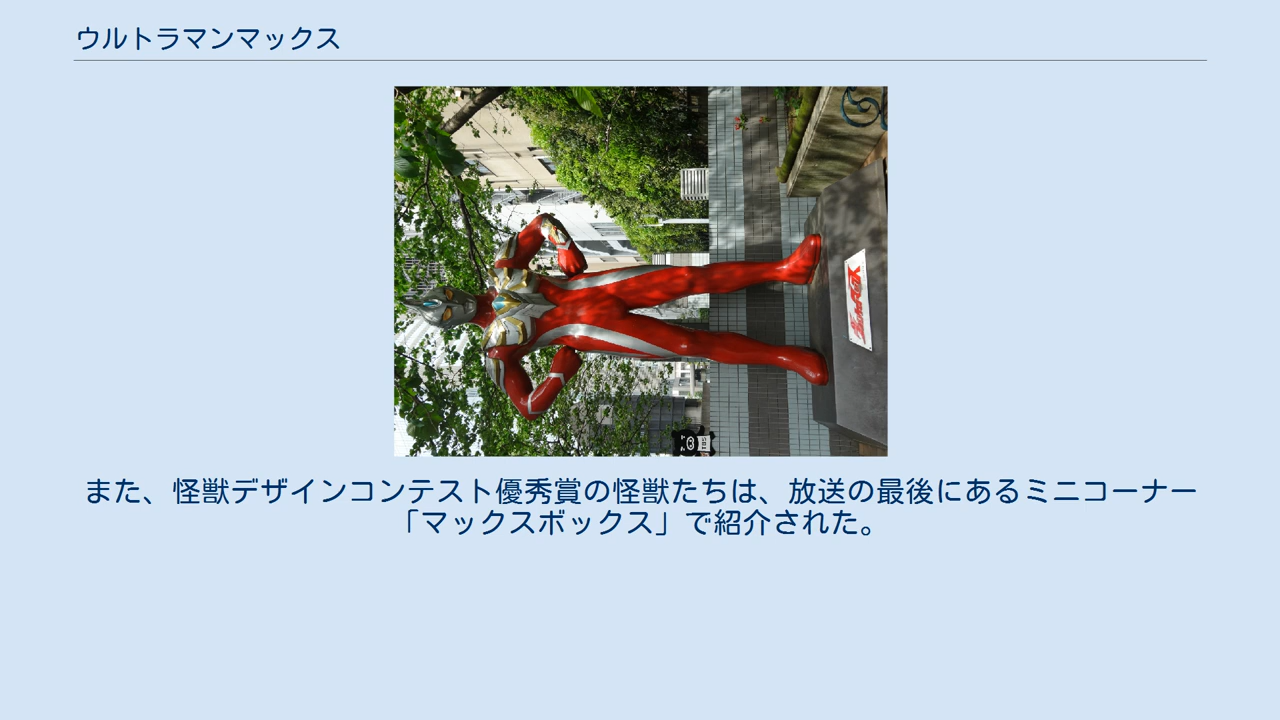 ウルトラマンマックス
また、怪獣デザインコンテスト優秀賞の怪獣たちは、放送の最後にあるミニコーナー
「マックスボックス」で紹介された。